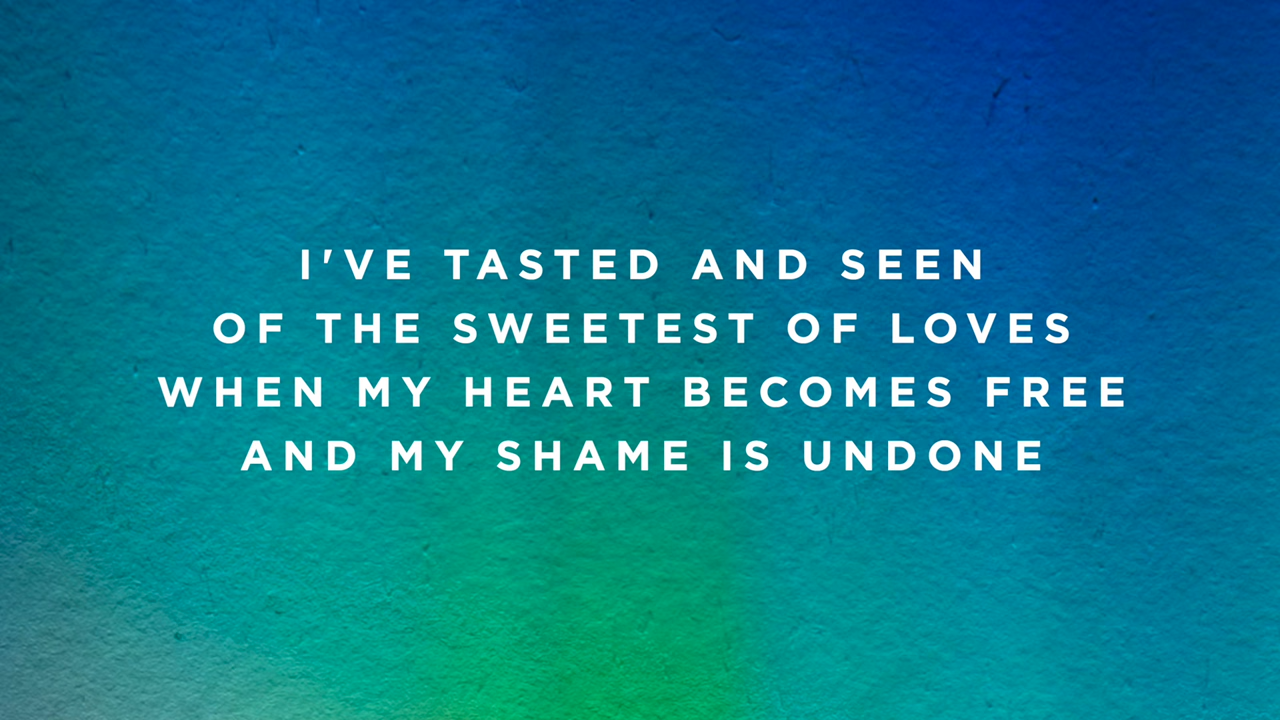 I'VE TASTED AND SEEN
OF THE SWEETEST OF LOVES
WHEN MY HEART BECOMES FREE
AND MY SHAME IS UNDONE